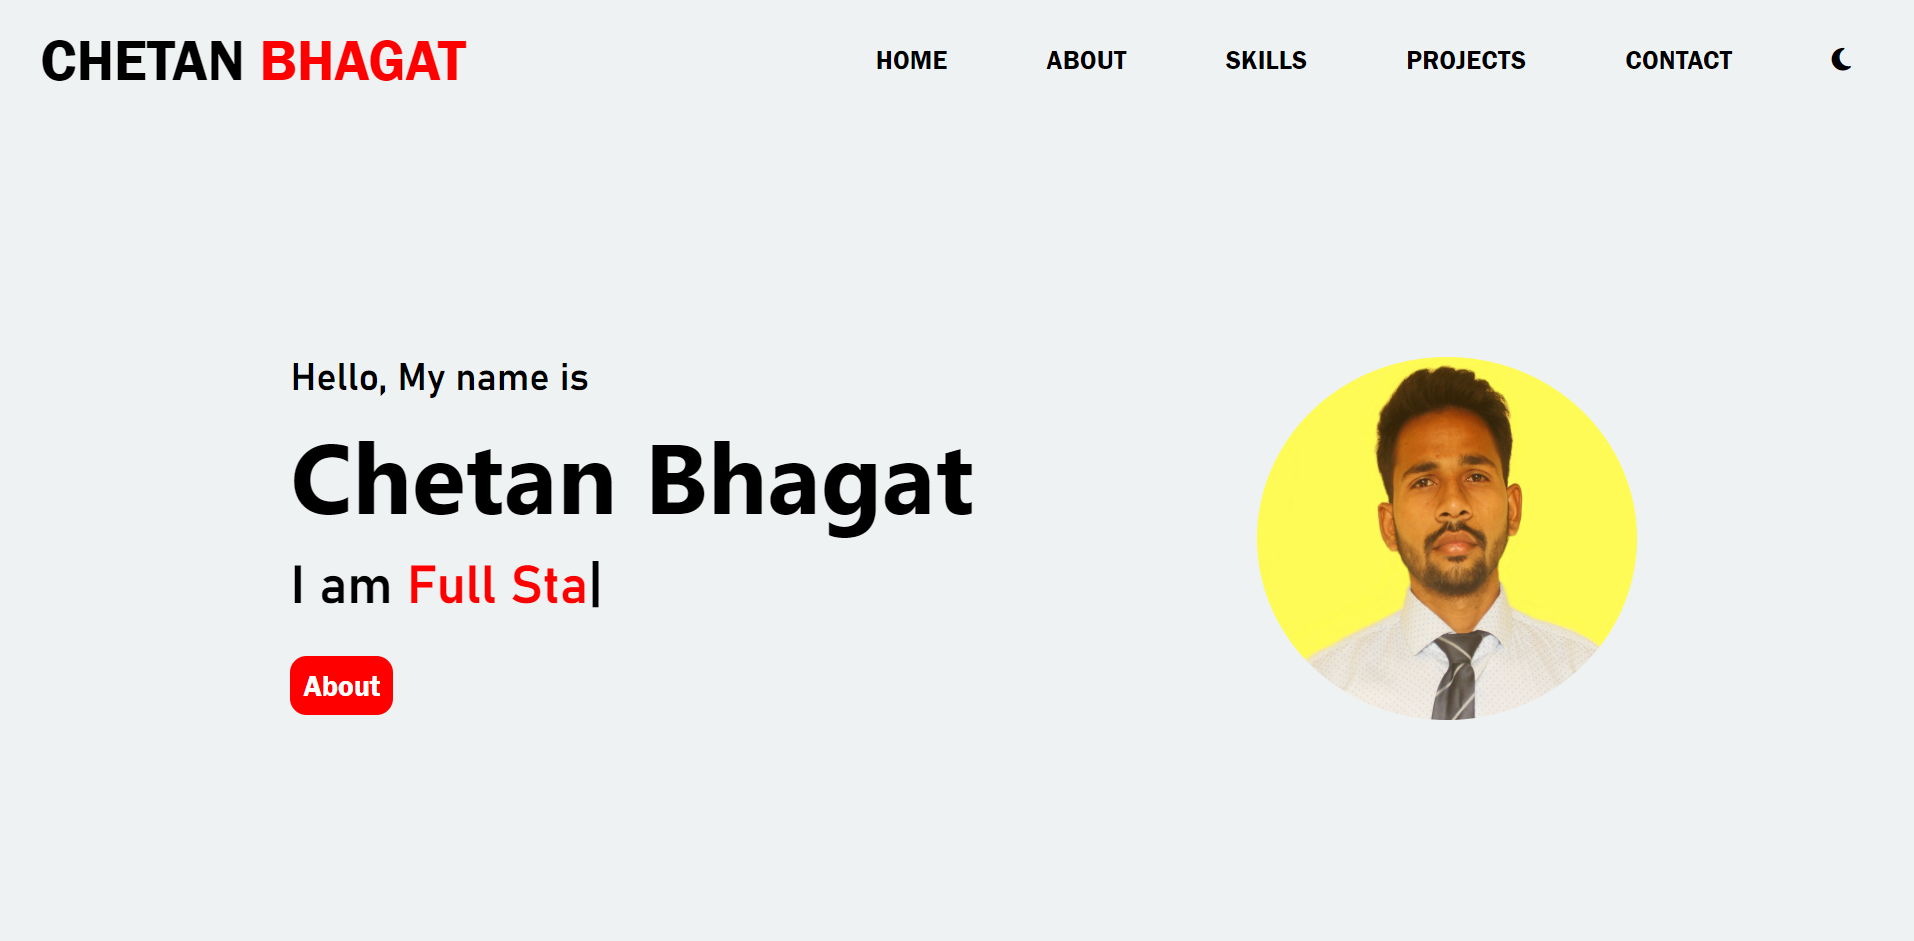 CHETAN BHAGAT
HOME ABOUT SKILLS PROJECTS CONTACT
Hello, My name is
Chetan Bhagat
I am Full Sta|
About